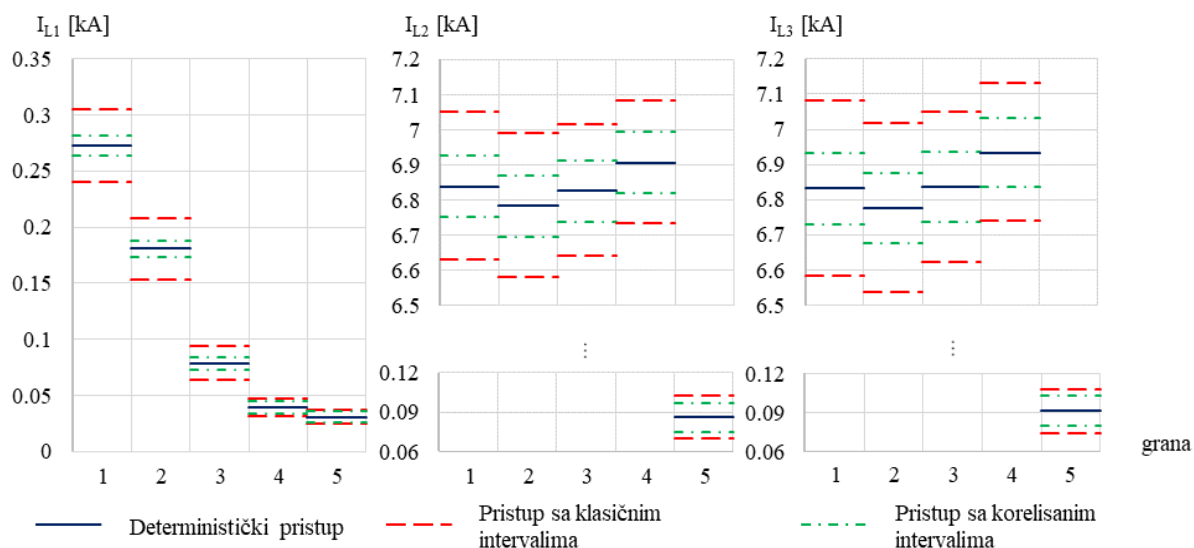 I_L1 [kA]
0.35
0.3
0.25
0.2
0.15
0.1
0.05
0
1 2 3 4 5
I_L2 [kA]
7.2
7.1
7
6.9
6.8
6.7
6.6
6.5
⋮
0.12
0.09
0.06
1 2 3 4 5
I_L3 [kA]
7.2
7.1
7
6.9
6.8
6.7
6.6
6.5
⋮
0.12
0.09
0.06
1 2 3 4 5
grana
Deterministički pristup
Pristup sa klasičnim
intervalima
Pristup sa korelisanim
intervalima